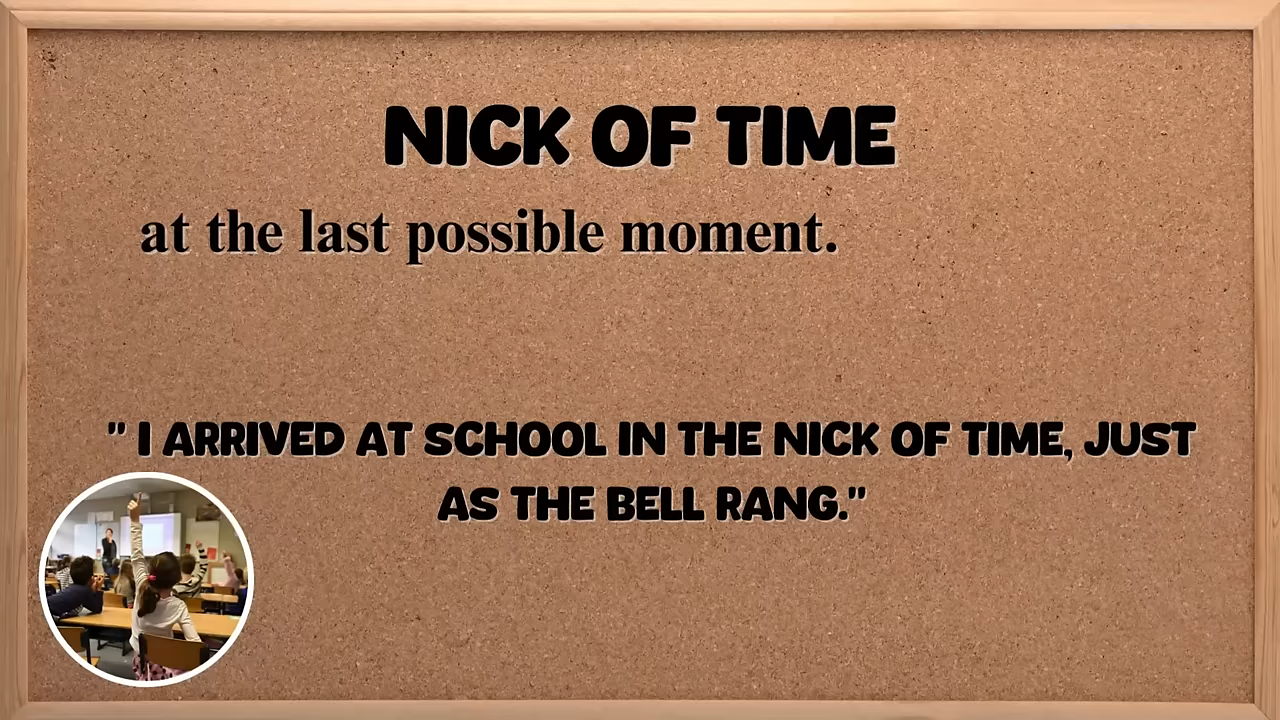 NICK OF TIME
at the last possible moment.
" I ARRIVED AT SCHOOL IN THE NICK OF TIME, JUST
AS THE BELL RANG."